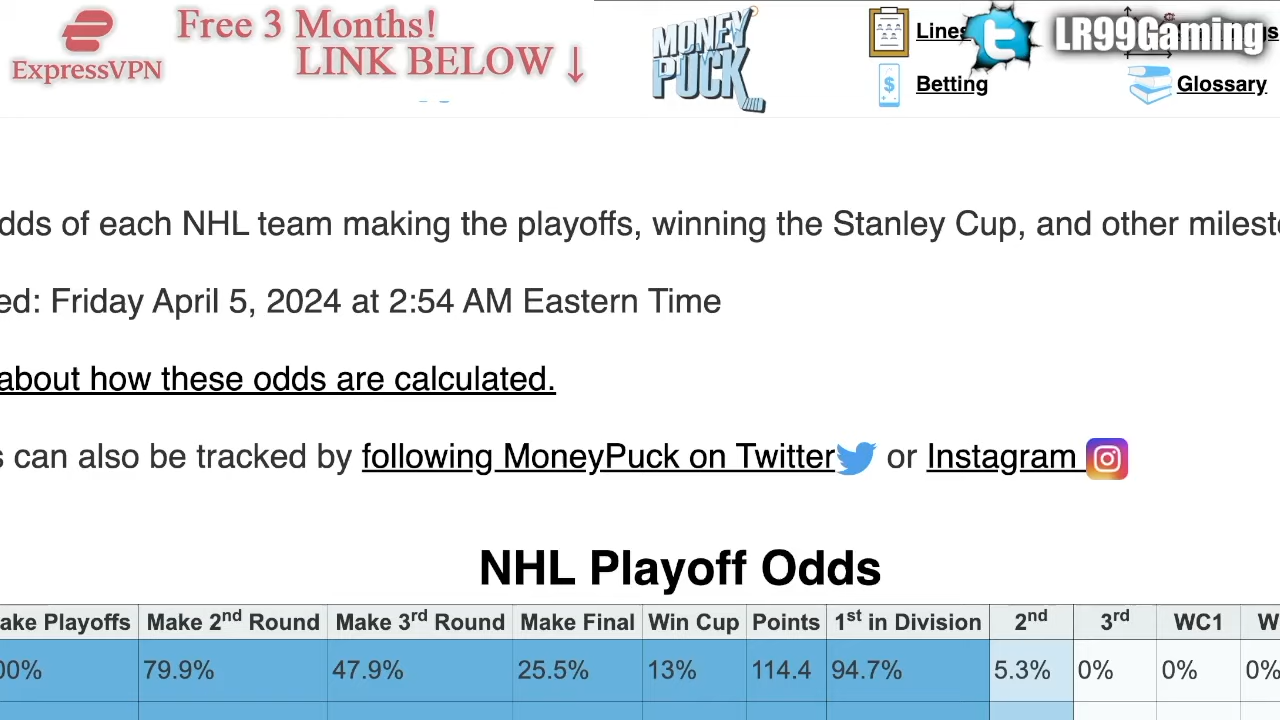 Free 3 Months!
LINK BELOW ↓
ExpressVPN
MONEY
PUCK
Lines
Betting
Glossary
LR99Gaming
dds of each NHL team making the playoffs, winning the Stanley Cup, and other milest
ed: Friday April 5, 2024 at 2:54 AM Eastern Time
about how these odds are calculated.
s can also be tracked by following MoneyPuck on Twitter or Instagram
NHL Playoff Odds
ake Playoffs Make 2nd Round Make 3rd Round Make Final Win Cup Points 1st in Division 2nd 3rd WC1 W
00% 79.9% 47.9% 25.5% 13% 114.4 94.7% 5.3% 0% 0% 0%